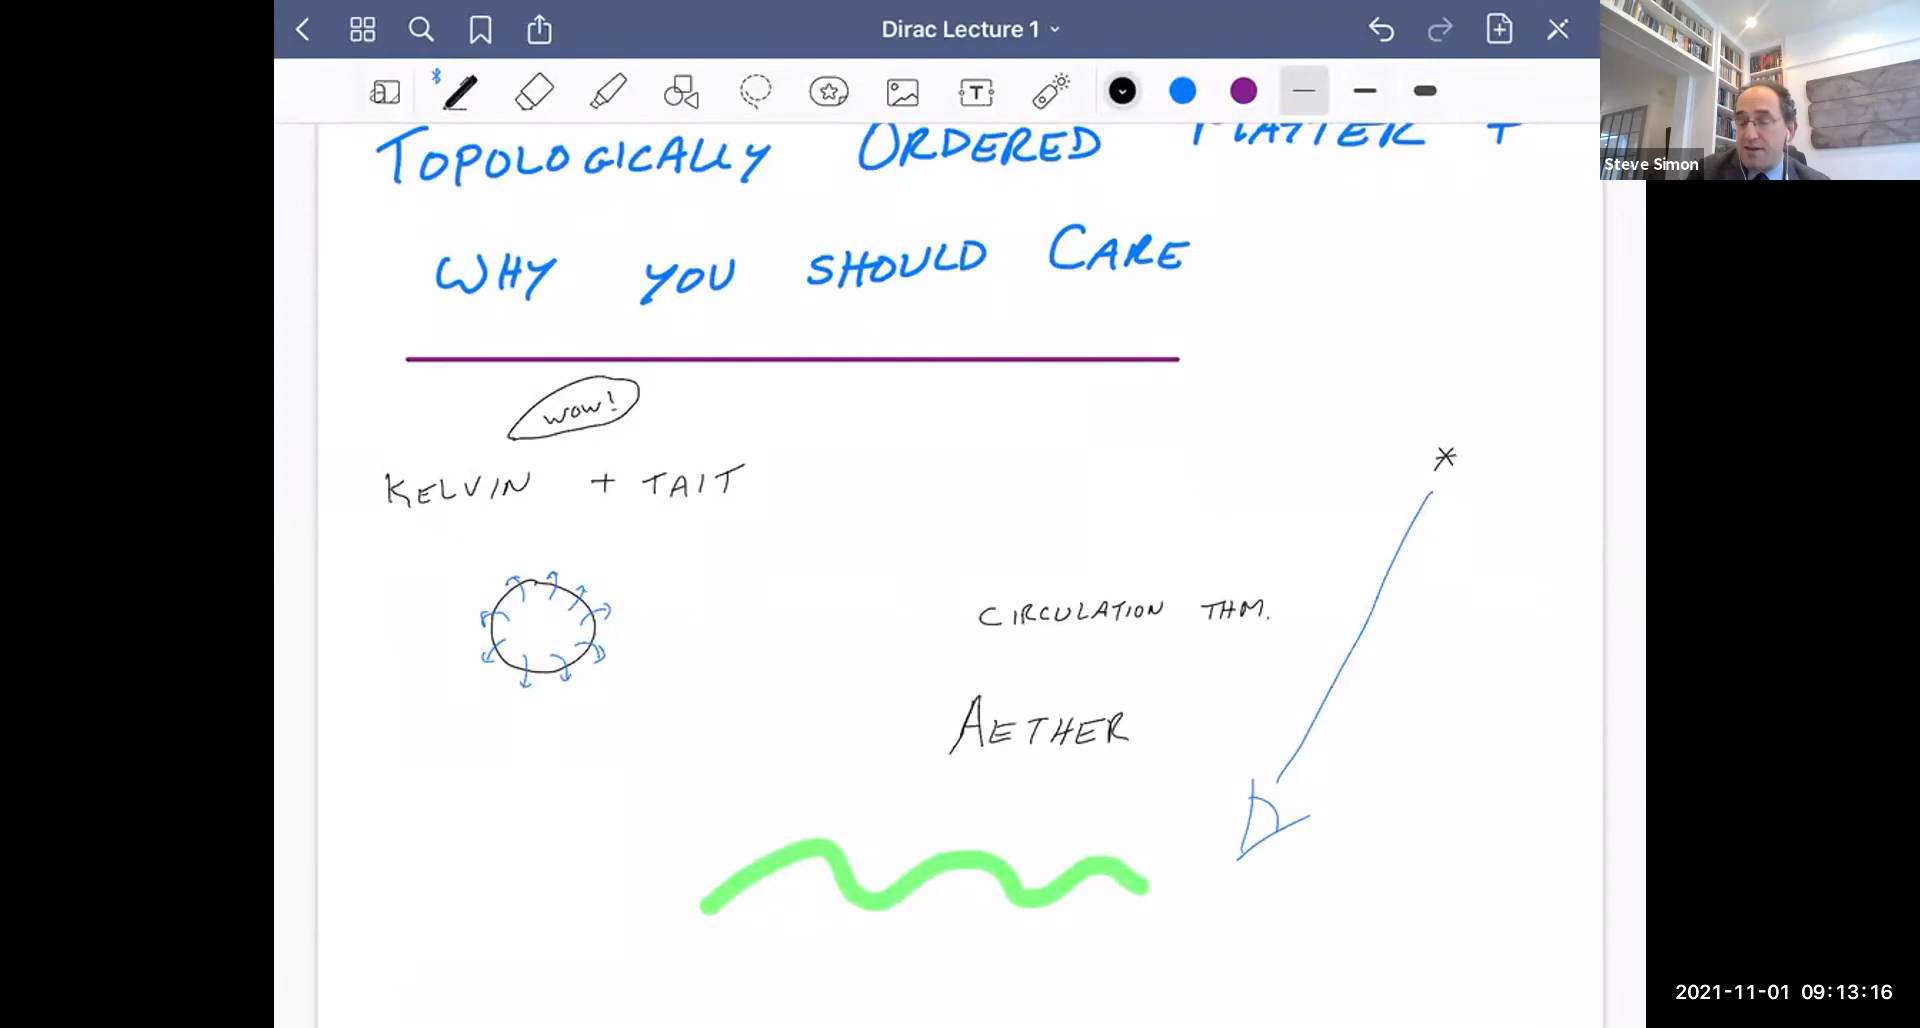 Dirac Lecture 1
T
Steve Simon
TOPOLOGICALLY ORDERED MATTER +
WHY YOU SHOULD CARE
wow!
KELVIN + TAIT
CIRCULATION THM.
AETHER
2021-11-01 09:13:16